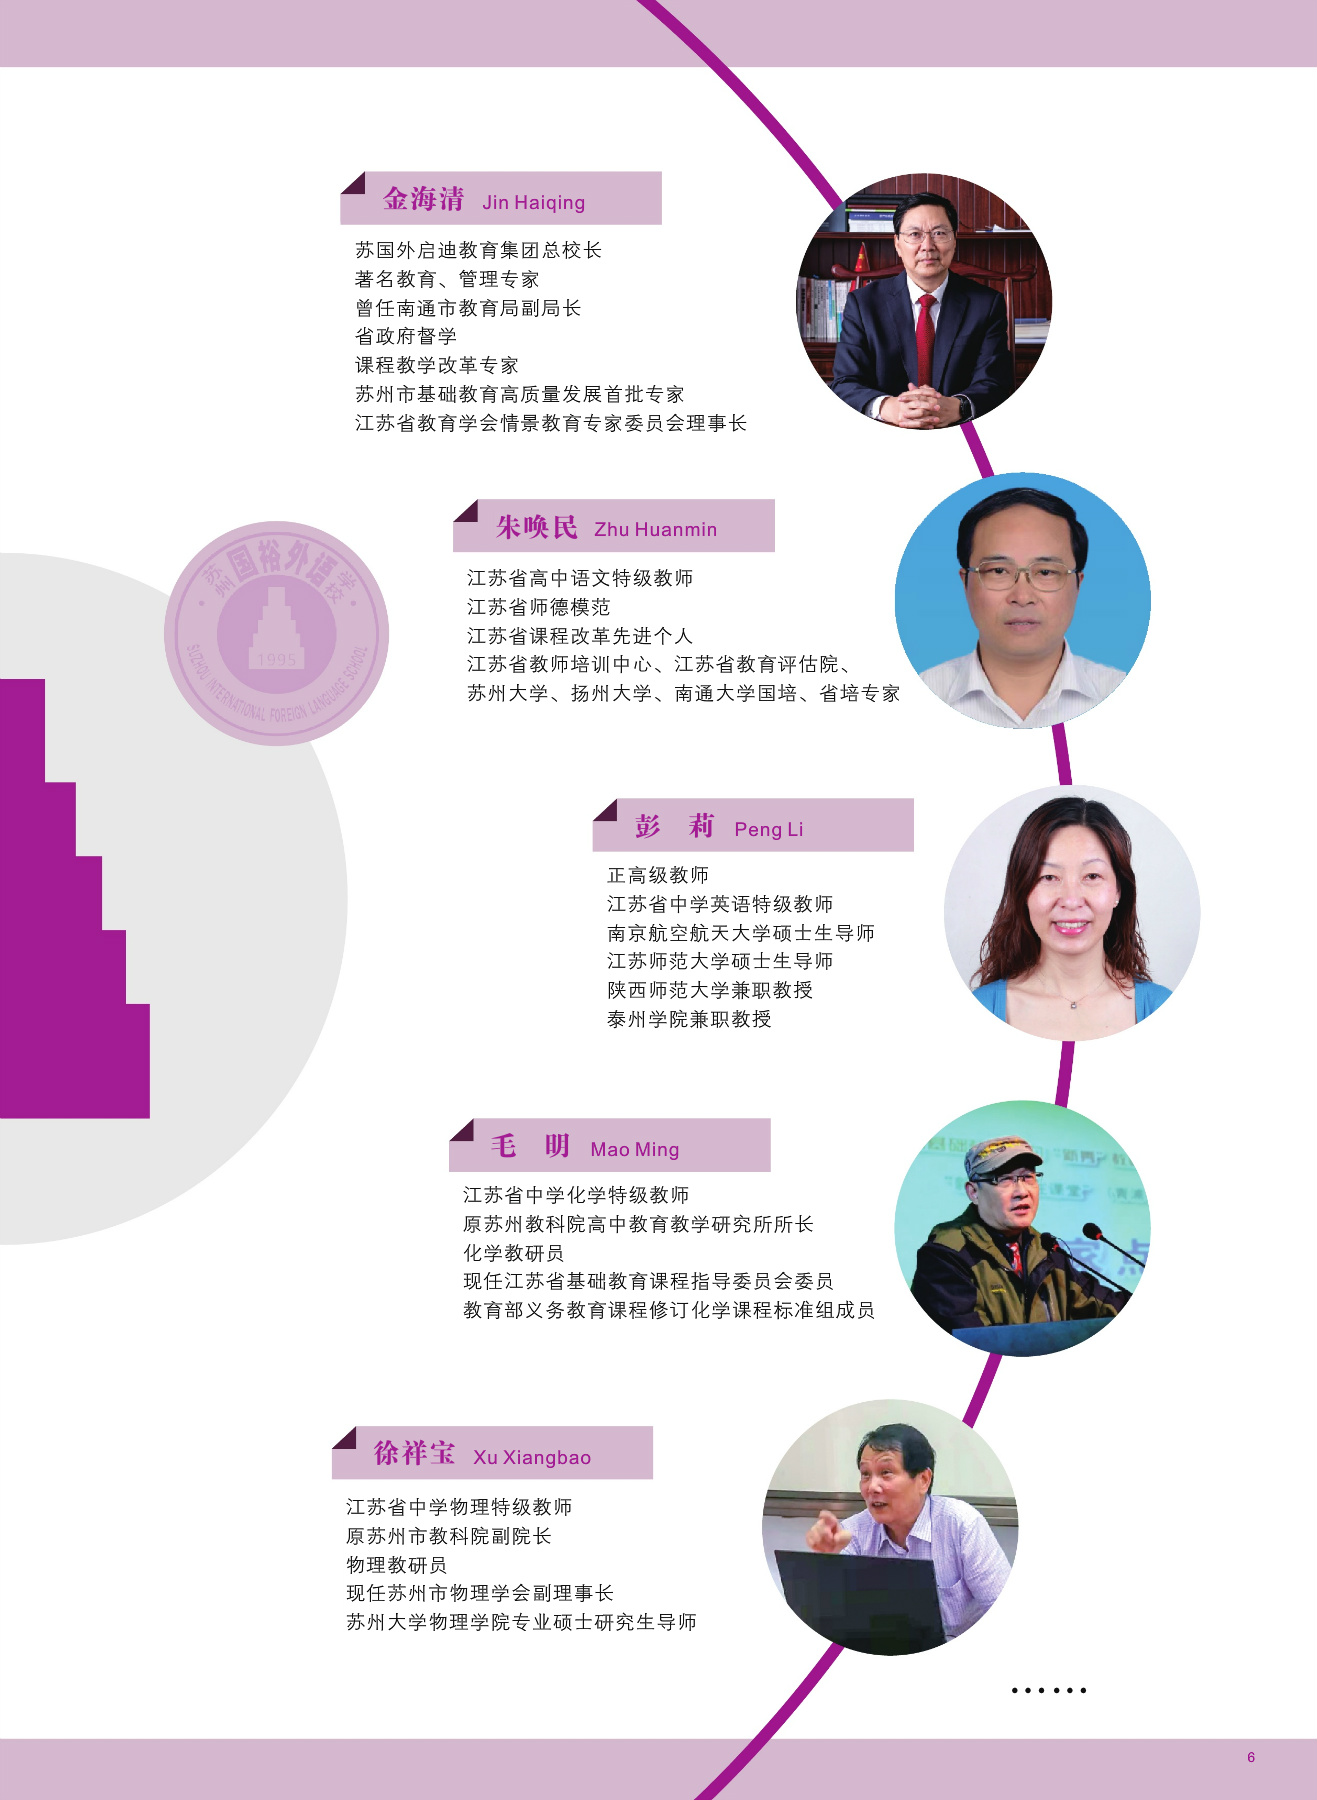 金海清 Jin Haiqing
苏国外启迪教育集团总校长
著名教育、管理专家
曾任南通市教育局副局长
省政府督学
课程教学改革专家
苏州市基础教育高质量发展首批专家
江苏省教育学会情景教育专家委员会理事长
朱唤民 Zhu Huanmin
江苏省高中语文特级教师
江苏省师德模范
江苏省课程改革先进个人
江苏省教师培训中心、江苏省教育评估院、
苏州大学、扬州大学、南通大学国培、省培专家
苏州国裕外语学校
1995
SUZHOU INTERNATIONAL FOREIGN LANGUAGE SCHOOL
彭 莉 Peng Li
正高级教师
江苏省中学英语特级教师
南京航空航天大学硕士生导师
江苏师范大学硕士生导师
陕西师范大学兼职教授
泰州学院兼职教授
毛 明 Mao Ming
江苏省中学化学特级教师
原苏州教科院高中教育教学研究所所长
化学教研员
现任江苏省基础教育课程指导委员会委员
教育部义务教育课程修订化学课程标准组成员
家 点
徐祥宝 Xu Xiangbao
江苏省中学物理特级教师
原苏州市教科院副院长
物理教研员
现任苏州市物理学会副理事长
苏州大学物理学院专业硕士研究生导师
……
6